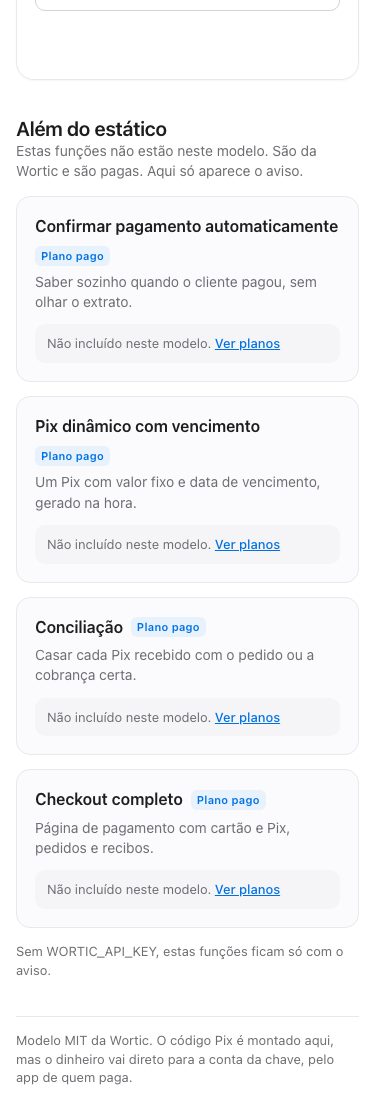 Além do estático
Estas funções não estão neste modelo. São da
Wortic e são pagas. Aqui só aparece o aviso.
Confirmar pagamento automaticamente
Plano pago
Saber sozinho quando o cliente pagou, sem
olhar o extrato.
Não incluído neste modelo. Ver planos
Pix dinâmico com vencimento
Plano pago
Um Pix com valor fixo e data de vencimento,
gerado na hora.
Não incluído neste modelo. Ver planos
Conciliação Plano pago
Casar cada Pix recebido com o pedido ou a
cobrança certa.
Não incluído neste modelo. Ver planos
Checkout completo Plano pago
Página de pagamento com cartão e Pix,
pedidos e recibos.
Não incluído neste modelo. Ver planos
Sem WORTIC_API_KEY, estas funções ficam só com o
aviso.
Modelo MIT da Wortic. O código Pix é montado aqui,
mas o dinheiro vai direto para a conta da chave, pelo
app de quem paga.